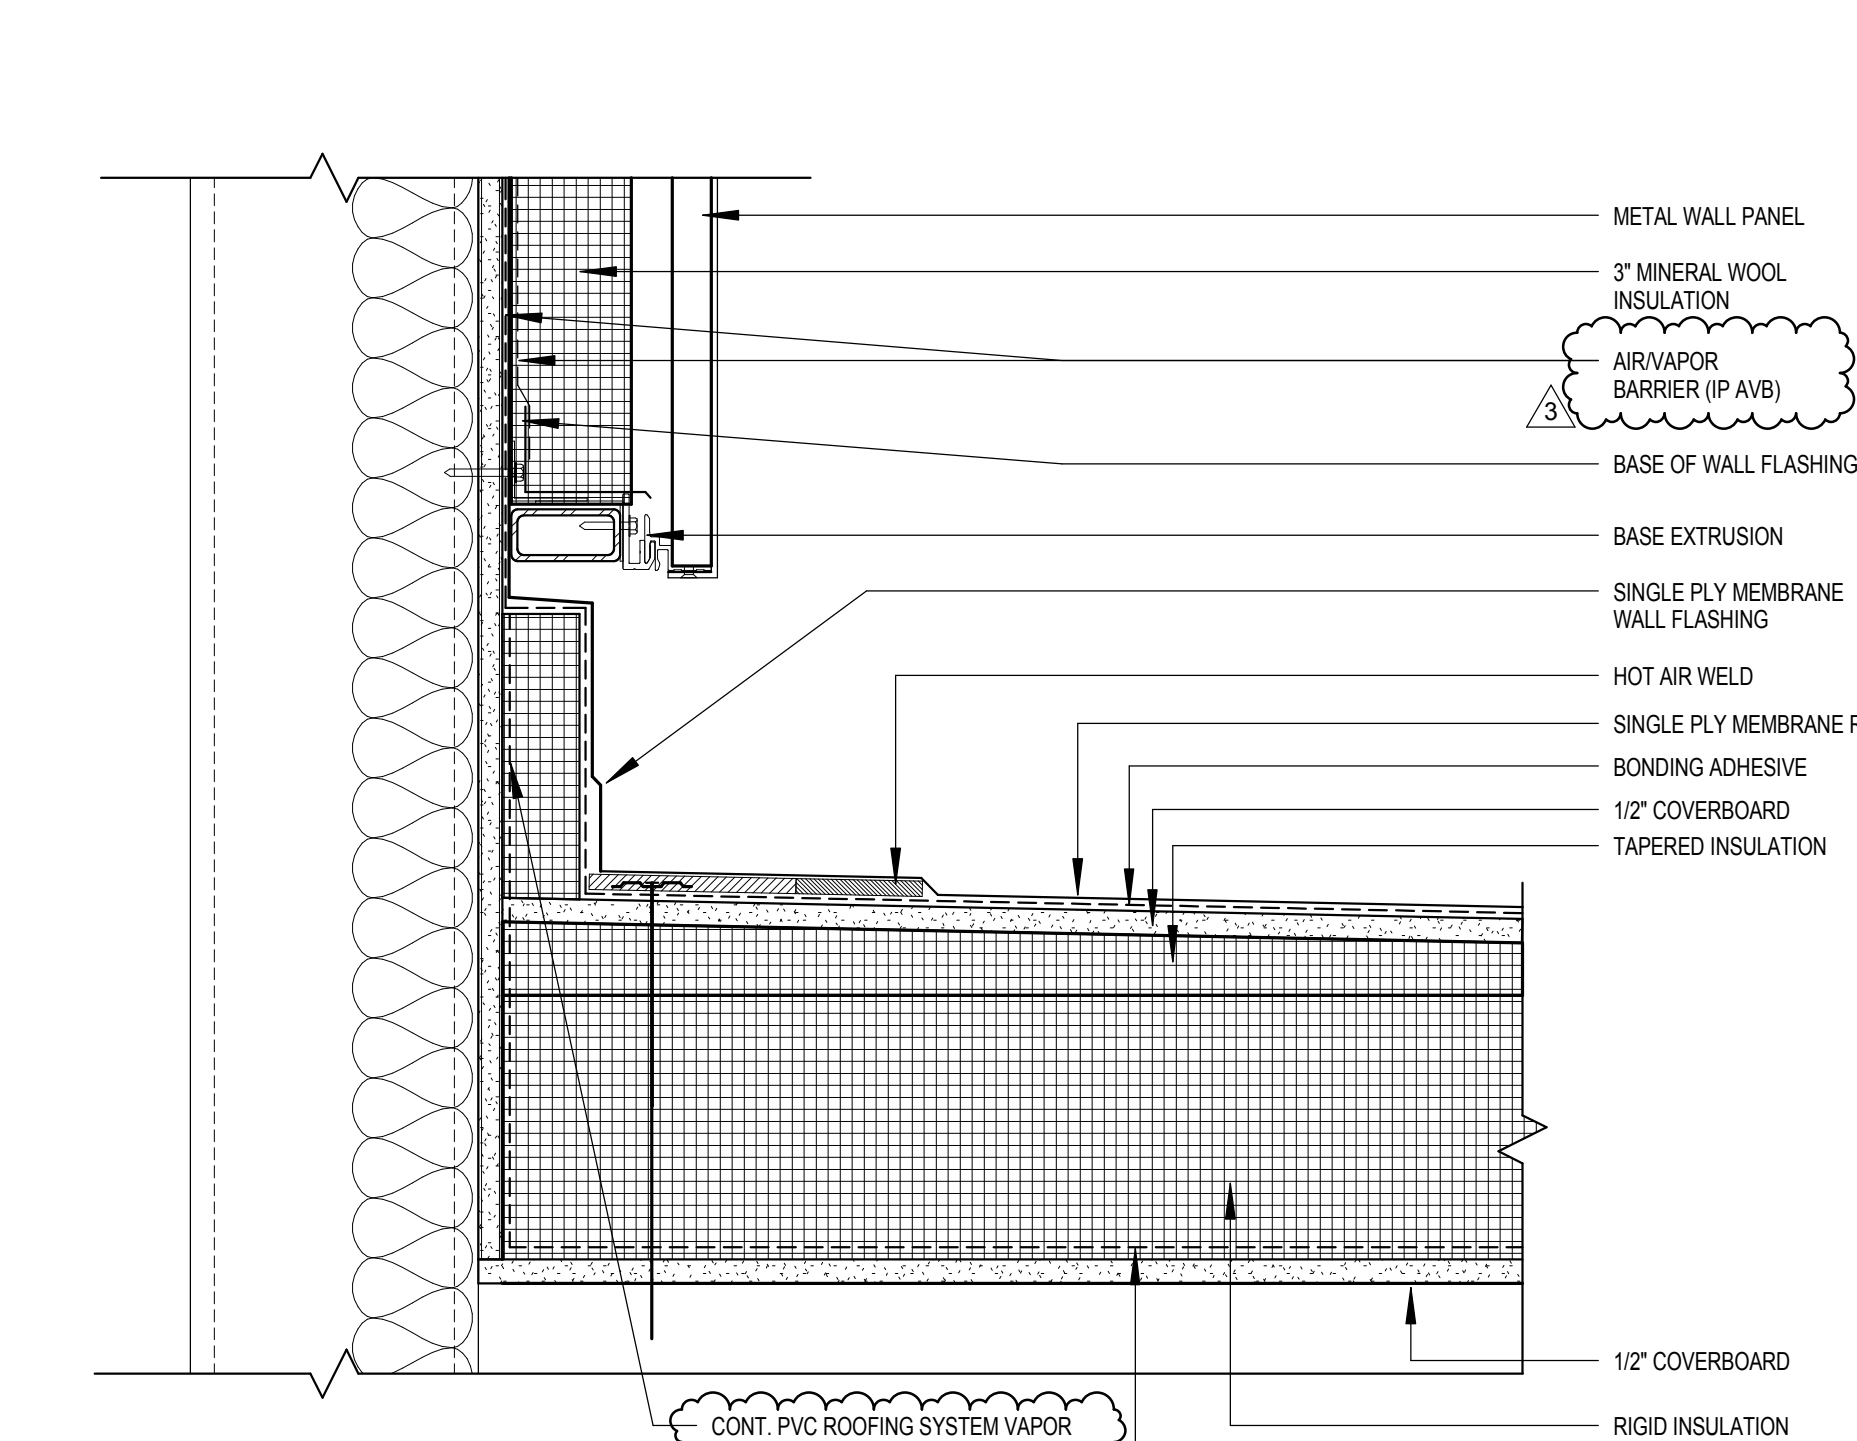 METAL WALL PANEL
3" MINERAL WOOL
INSULATION
AIR/VAPOR
BARRIER (IP AVB)
3
BASE OF WALL FLASHING
BASE EXTRUSION
SINGLE PLY MEMBRANE
WALL FLASHING
HOT AIR WELD
SINGLE PLY MEMBRANE
BONDING ADHESIVE
1/2" COVERBOARD
TAPERED INSULATION
1/2" COVERBOARD
CONT. PVC ROOFING SYSTEM VAPOR
RIGID INSULATION